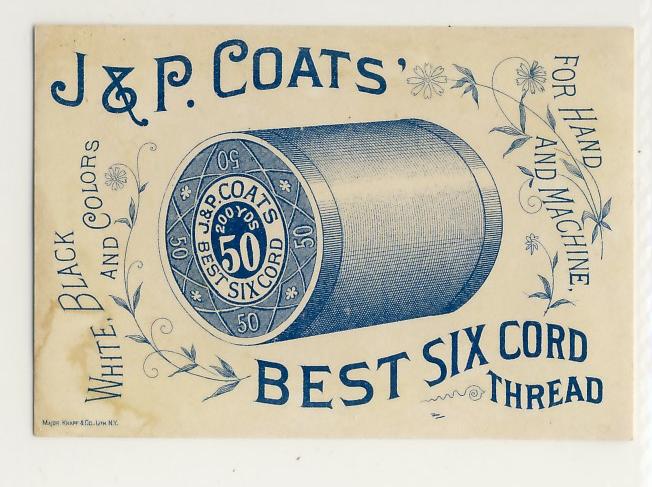 J & P. COATS'
FOR HAND
AND MACHINE.
WHITE, BLACK
AND COLORS
50
50
50
50
J. & P. COATS
200 YDS
50
BEST SIX CORD
BEST SIX CORD
THREAD
MAJOR, KNAPP & CO. LITH. N.Y.